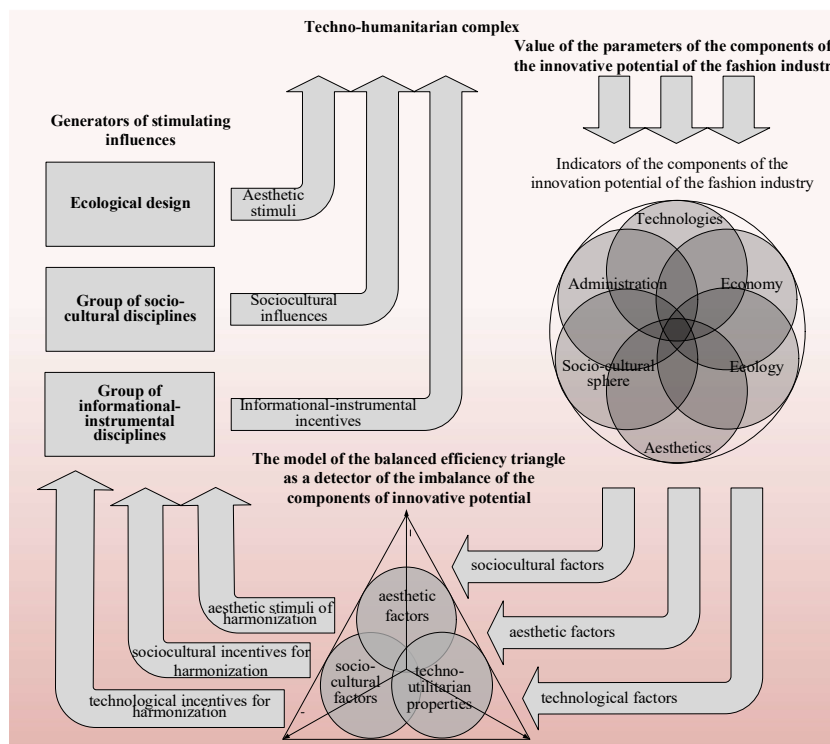 Techno-humanitarian complex
Value of the parameters of the components of
the innovative potential of the fashion industr
Generators of stimulating
influences
Indicators of the components of the
innovation potential of the fashion industry
Ecological design
Aesthetic
stimuli
Group of socio-
cultural disciplines
Sociocultural
influences
Group of
informational-
instrumental
disciplines
Informational-instrumental
incentives
Technologies
Administration
Economy
Socio-cultural
sphere
Ecology
Aesthetics
The model of the balanced efficiency triangle
as a detector of the imbalance of the
components of innovative potential
sociocultural factors
aesthetic factors
technological factors
aesthetic
factors
socio-
cultural
factors
techno-
utilitarian
properties
aesthetic stimuli of
harmonization
sociocultural incentives for
harmonization
technological incentives for
harmonization